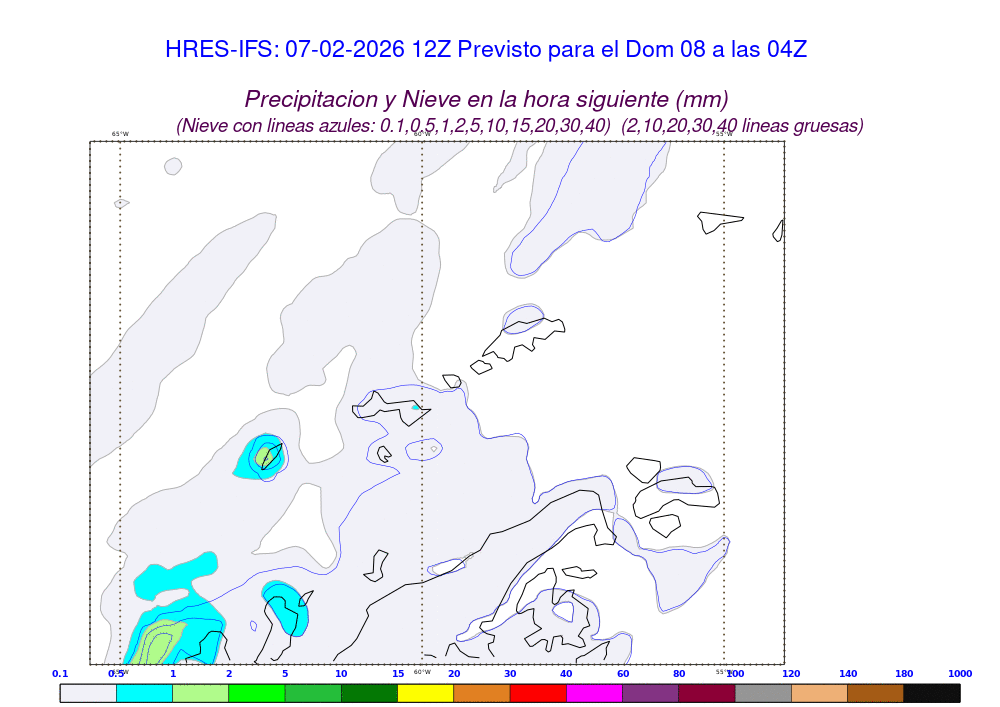 HRES-IFS: 07-02-2026 12Z Previsto para el Dom 08 a las 04Z
Precipitacion y Nieve en la hora siguiente (mm)
(Nieve con lineas azules: 0.1,0.5,1,2,5,10,15,20,30,40)  (2,10,20,30,40 lineas gruesas)
65°W 60°W 55°W
65°W 60°W 55°W
0.1 0.5 1 2 5 10 15 20 30 40 60 80 100 120 140 180 1000